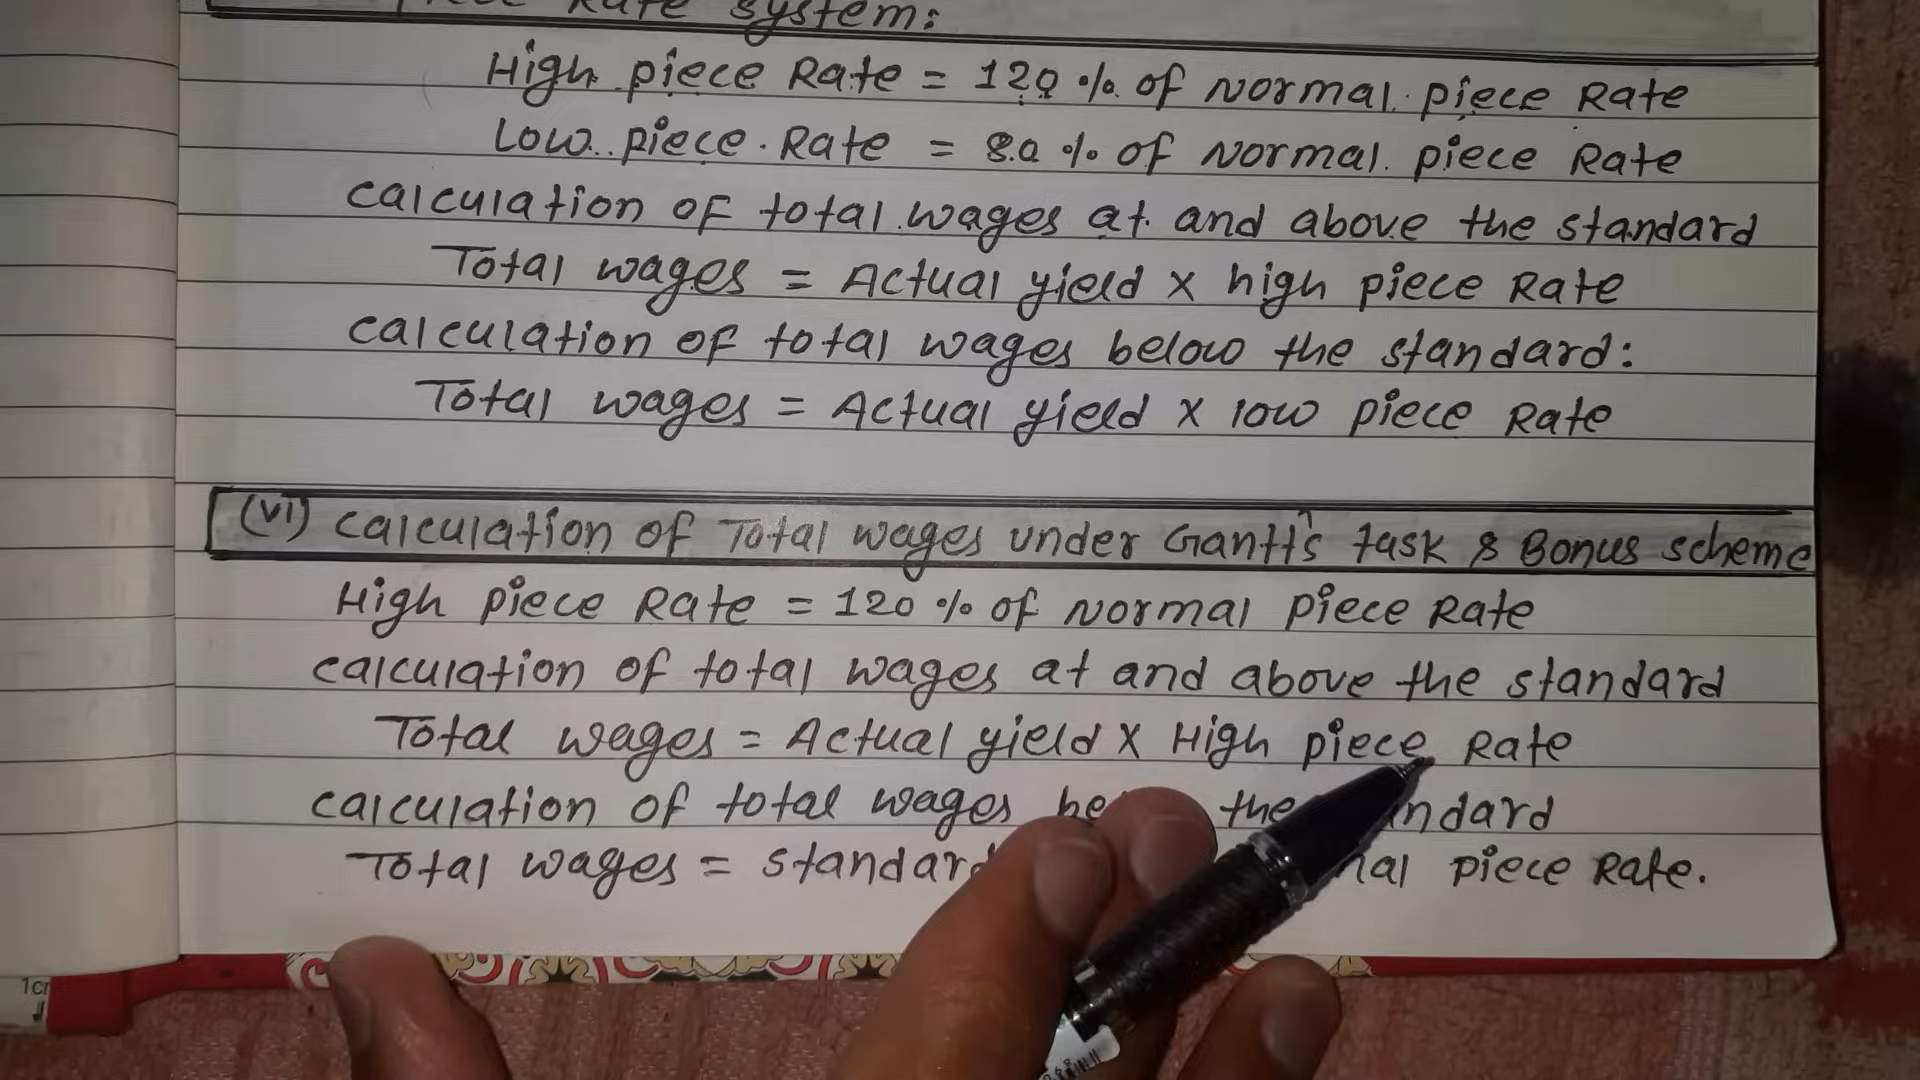 Rate system:
High piece Rate = 120 % of normal piece Rate
Low piece Rate = 80 % of normal piece Rate
calculation of total wages at and above the standard
Total wages = Actual yield x high piece Rate
calculation of total wages below the standard:
Total wages = Actual yield x low piece Rate
(vi) calculation of Total wages under Gantt's task & Bonus scheme
High piece Rate = 120 % of normal piece Rate
calculation of total wages at and above the standard
Total wages = Actual yield x High piece Rate
calculation of total wages the
Total wages = piece Rate.
1cm